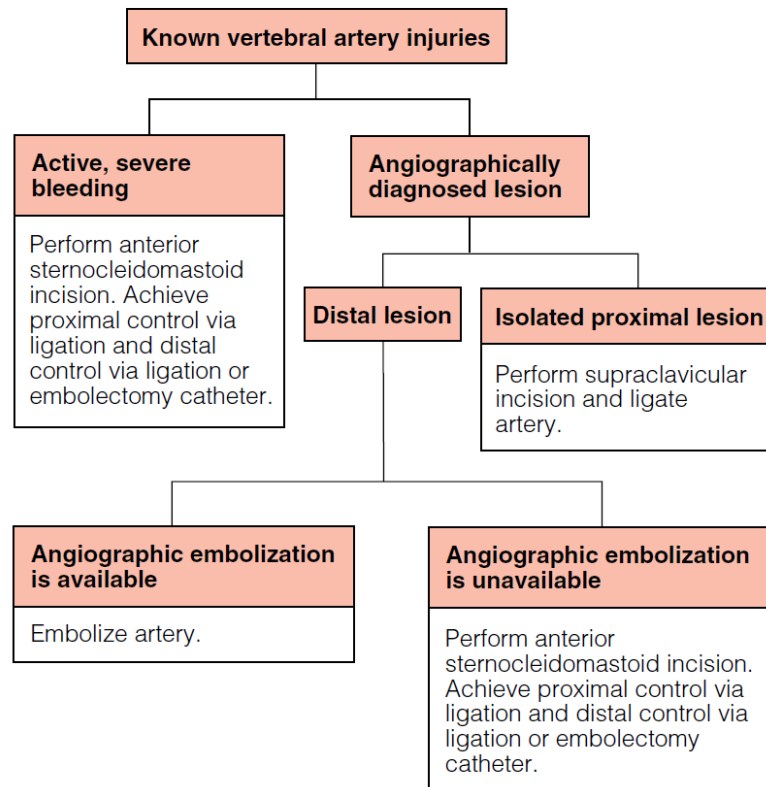 Known vertebral artery injuries
Active, severe
bleeding
Perform anterior
sternocleidomastoid
incision. Achieve
proximal control via
ligation and distal
control via ligation or
embolectomy catheter.
Angiographically
diagnosed lesion
Distal lesion
Isolated proximal lesion
Perform supraclavicular
incision and ligate
artery.
Angiographic embolization
is available
Embolize artery.
Angiographic embolization
is unavailable
Perform anterior
sternocleidomastoid incision.
Achieve proximal control via
ligation and distal control via
ligation or embolectomy
catheter.